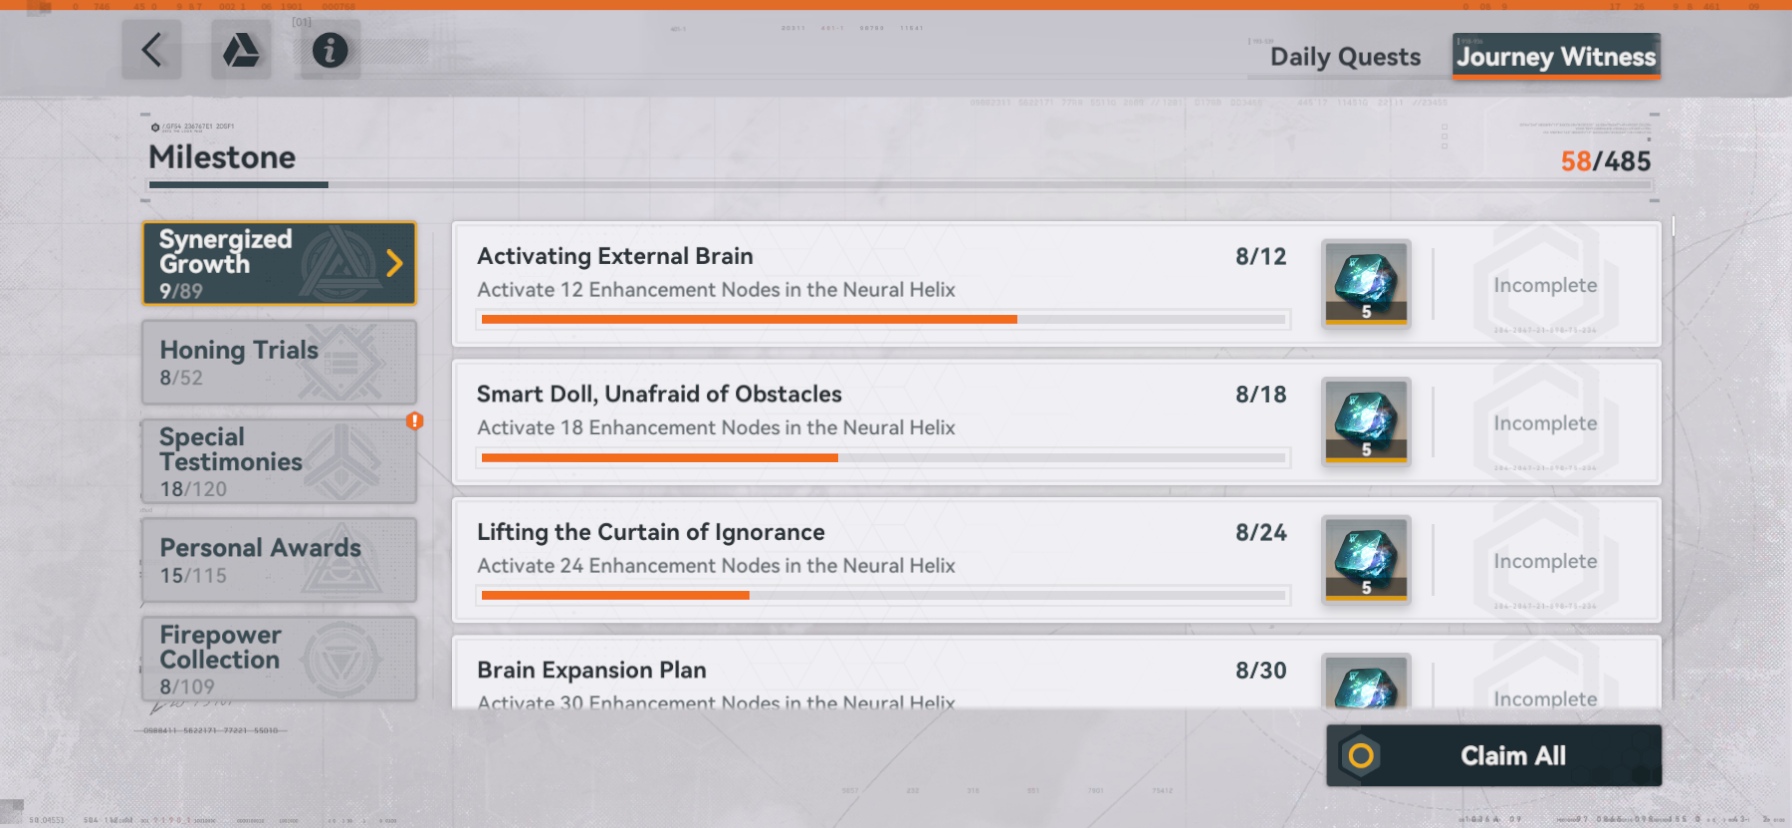 [01]
Daily Quests
Journey Witness
Milestone
58/485
Synergized
Growth
9/89
Honing Trials
8/52
Special
Testimonies
18/120
Personal Awards
15/115
Firepower
Collection
8/109
Activating External Brain
8/12
Activate 12 Enhancement Nodes in the Neural Helix
5
Incomplete
Smart Doll, Unafraid of Obstacles
8/18
Activate 18 Enhancement Nodes in the Neural Helix
5
Incomplete
Lifting the Curtain of Ignorance
8/24
Activate 24 Enhancement Nodes in the Neural Helix
5
Incomplete
Brain Expansion Plan
8/30
Activate 30 Enhancement Nodes in the Neural Helix
Incomplete
Claim All